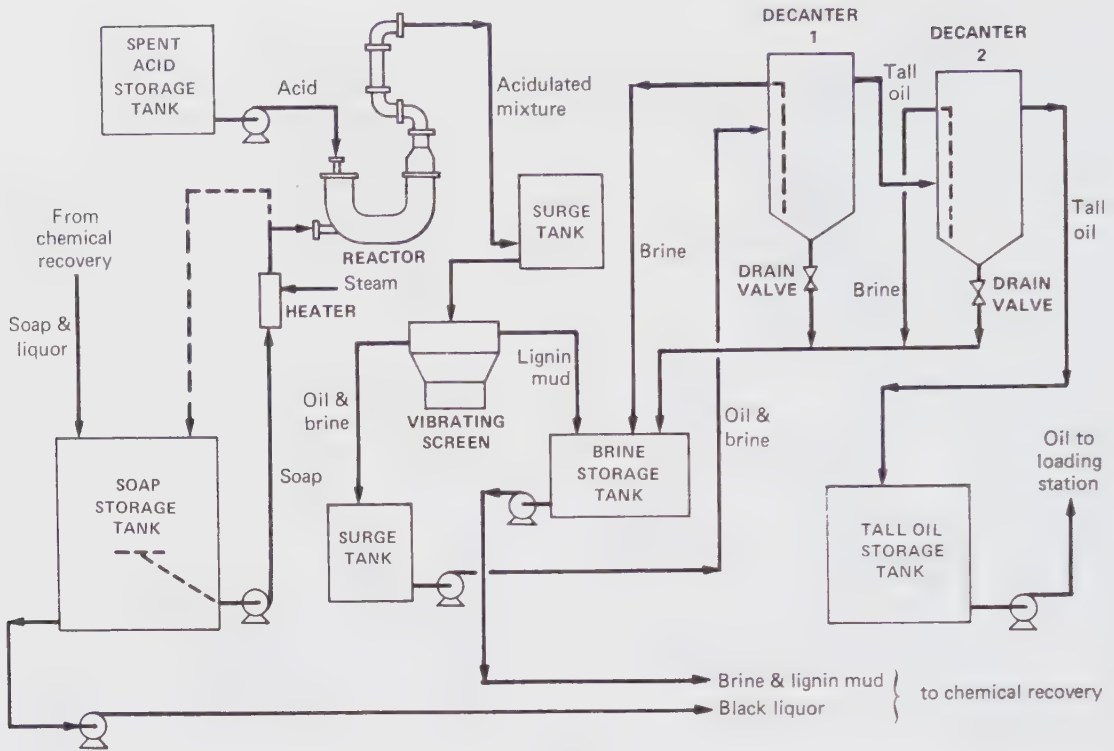 SPENT
ACID
STORAGE
TANK
Acid
Acidulated
mixture
DECANTER
1
DECANTER
2
Tall
oil
From
chemical
recovery
REACTOR
SURGE
TANK
Brine
Tall
oil
Steam
HEATER
DRAIN
VALVE
Brine
DRAIN
VALVE
Soap &
liquor
Lignin
mud
Oil &
brine
VIBRATING
SCREEN
Oil &
brine
SOAP
STORAGE
TANK
Soap
BRINE
STORAGE
TANK
Oil to
loading
station
SURGE
TANK
TALL OIL
STORAGE
TANK
Brine & lignin mud
Black liquor
to chemical recovery